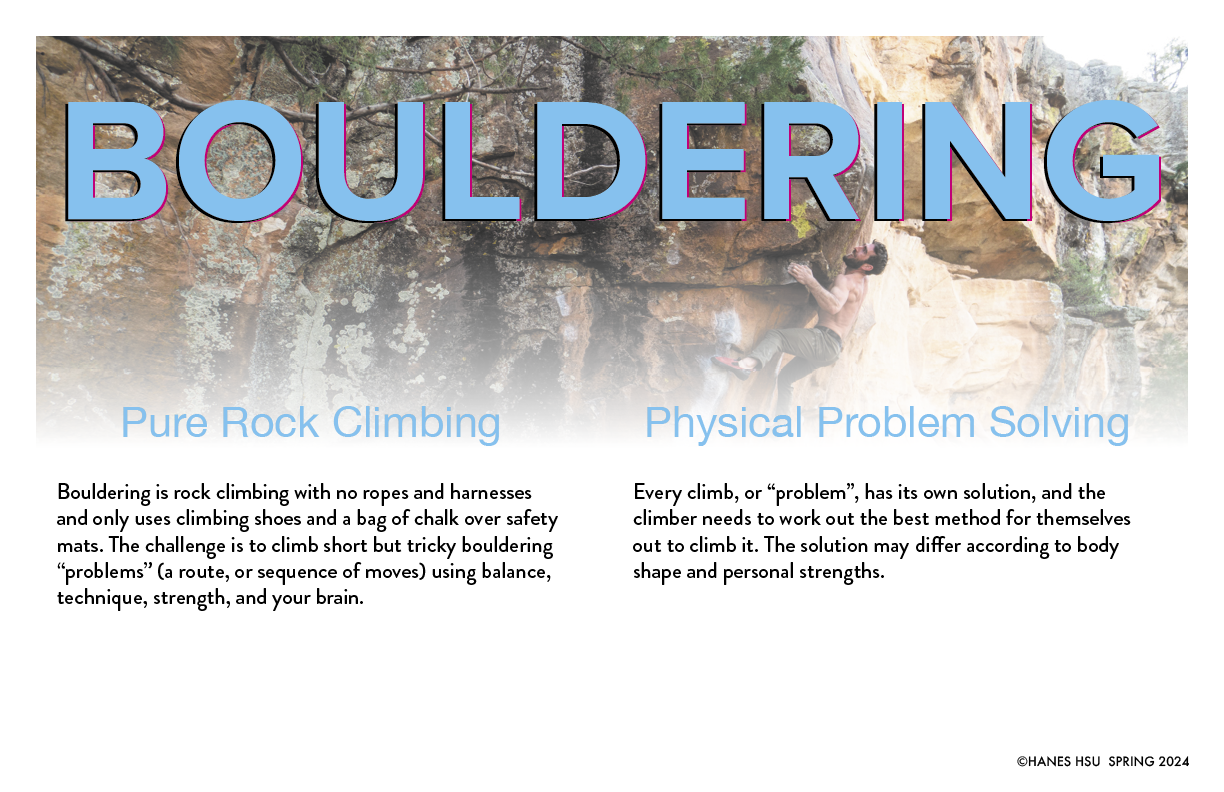 BOULDERING
Pure Rock Climbing
Bouldering is rock climbing with no ropes and harnesses
and only uses climbing shoes and a bag of chalk over safety
mats. The challenge is to climb short but tricky bouldering
“problems” (a route, or sequence of moves) using balance,
technique, strength, and your brain.
Physical Problem Solving
Every climb, or “problem”, has its own solution, and the
climber needs to work out the best method for themselves
out to climb it. The solution may differ according to body
shape and personal strengths.
©HANES HSU SPRING 2024